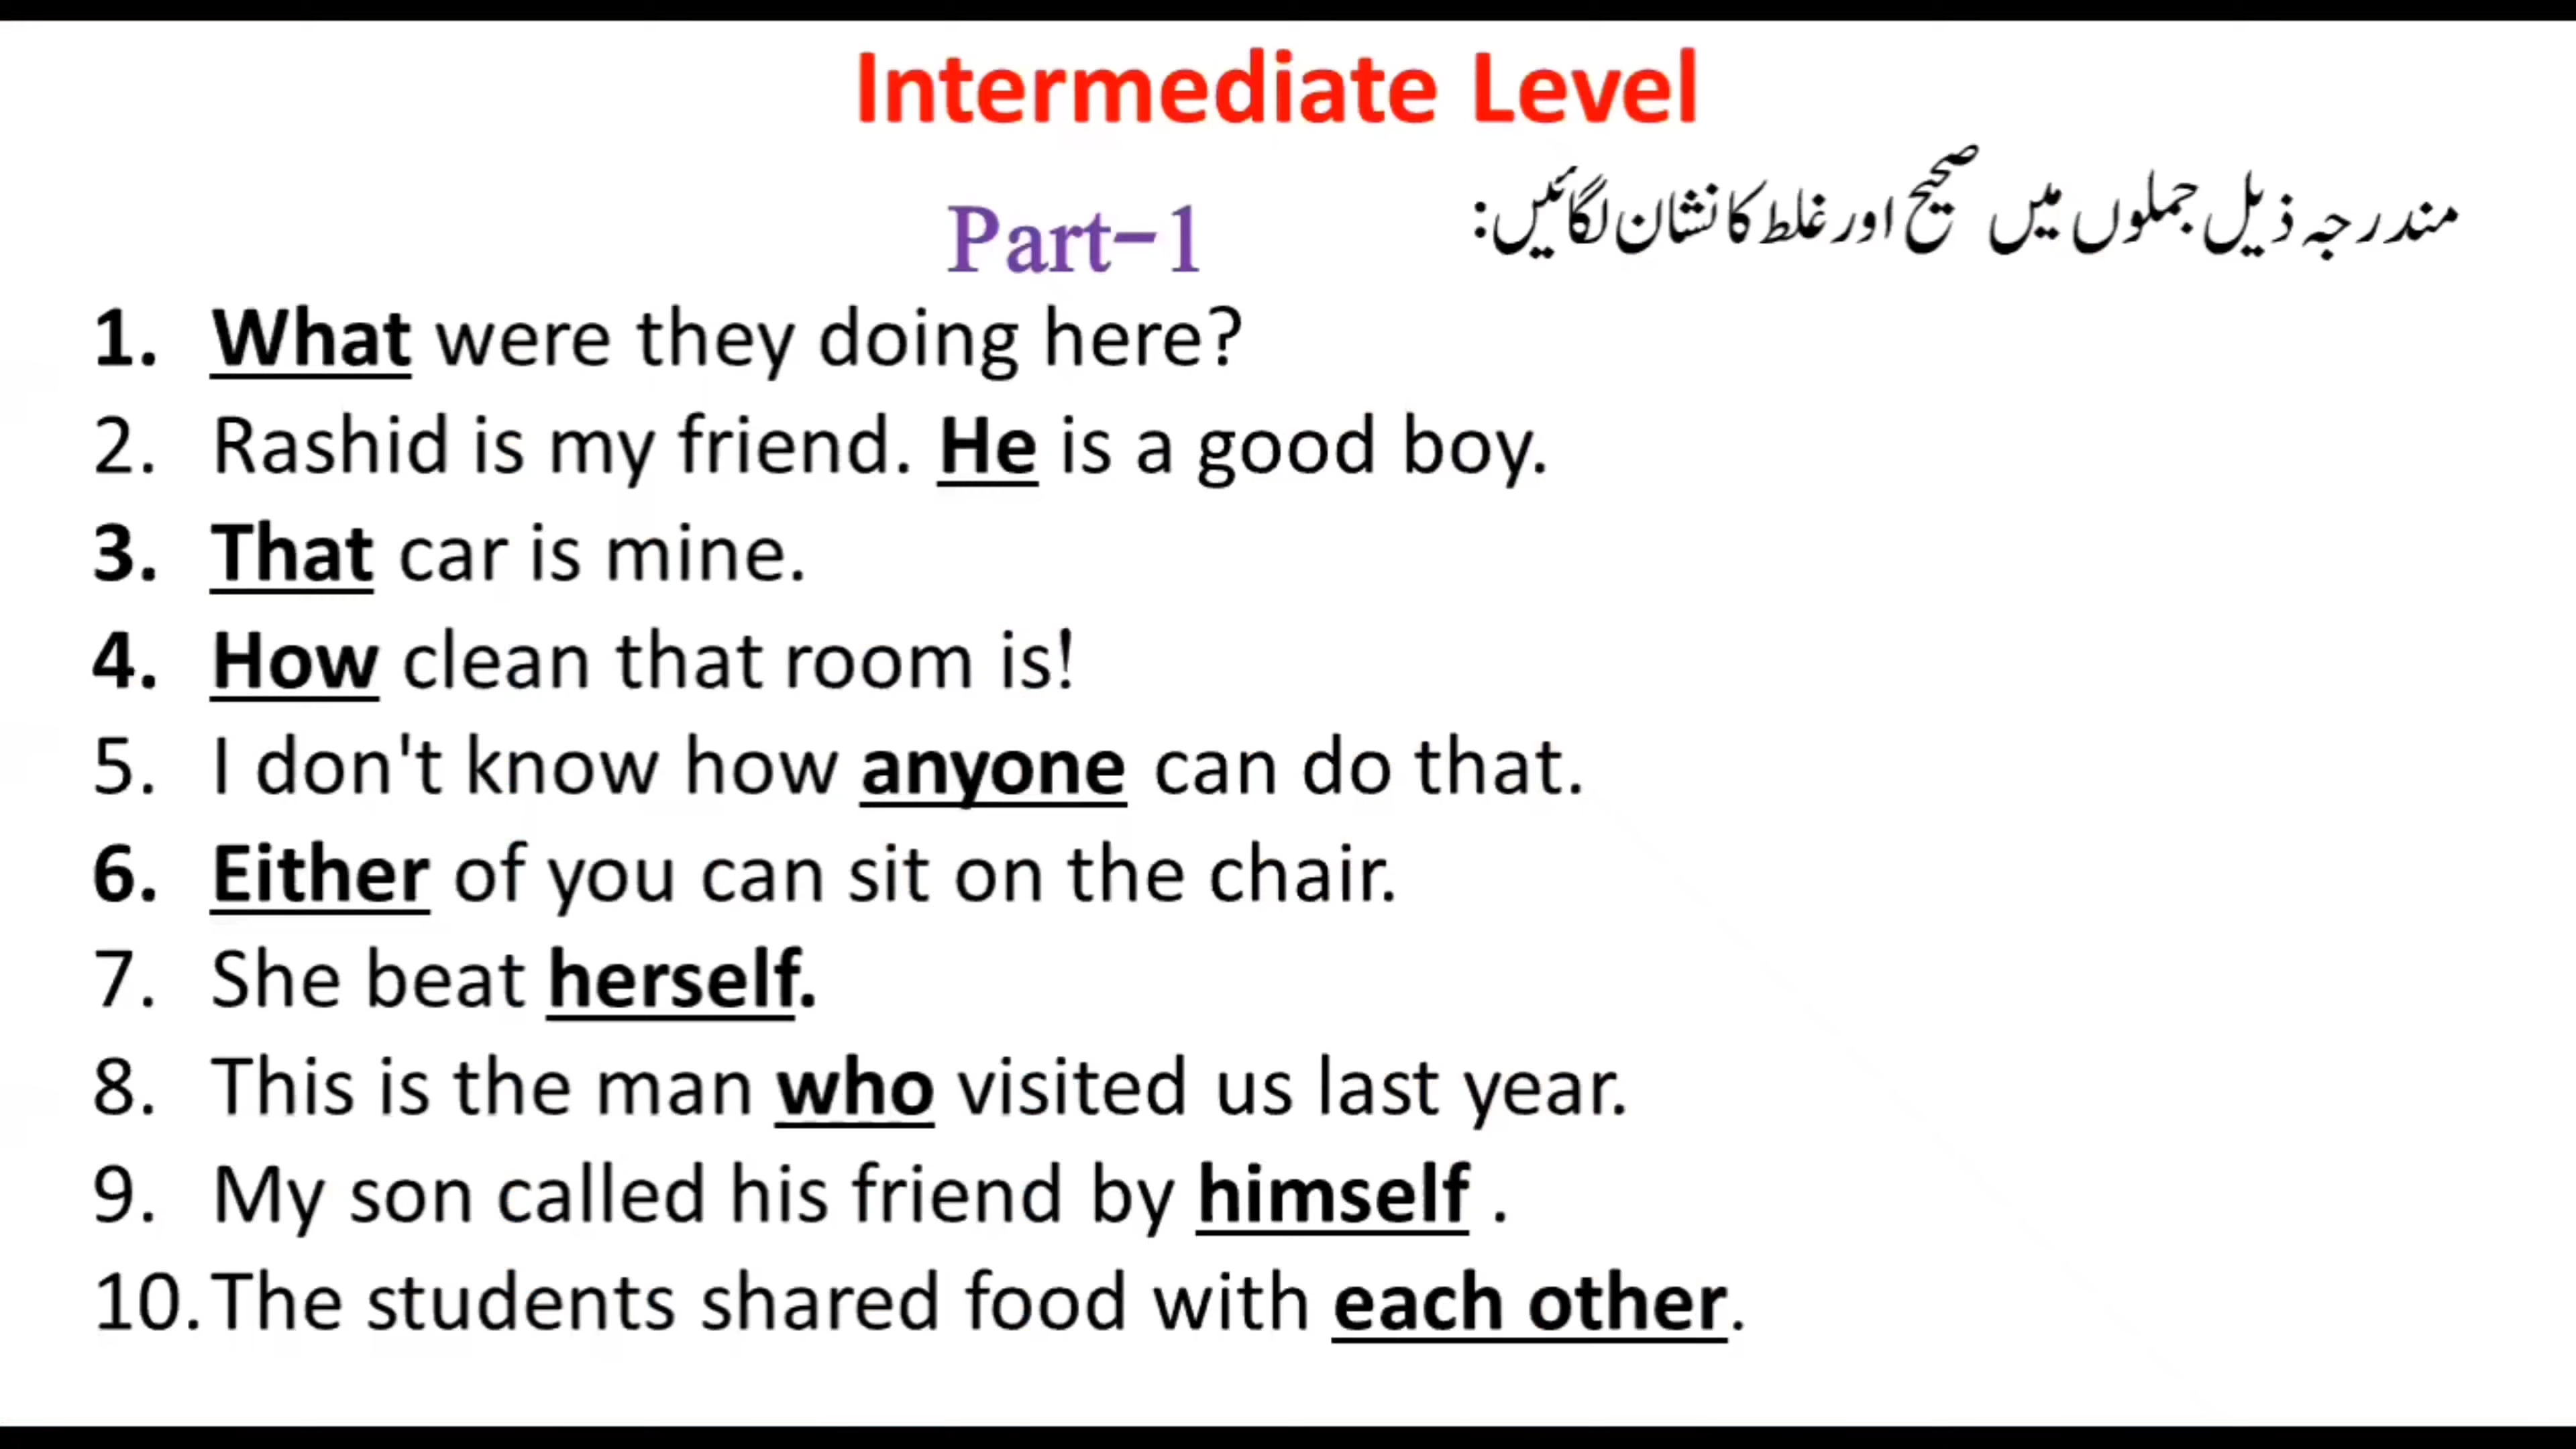 Intermediate Level
Part-1
مندرجہ ذیل جملوں میں صحیح اور غلط کا نشان لگائیں:
1. What were they doing here?
2. Rashid is my friend. He is a good boy.
3. That car is mine.
4. How clean that room is!
5. I don't know how anyone can do that.
6. Either of you can sit on the chair.
7. She beat herself.
8. This is the man who visited us last year.
9. My son called his friend by himself .
10. The students shared food with each other.